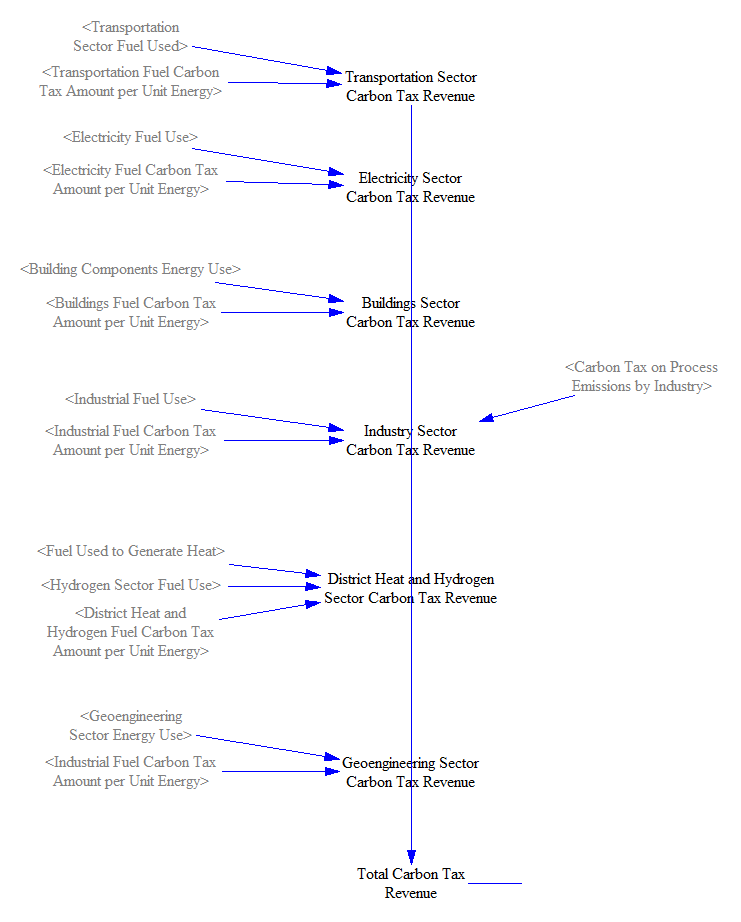 <Transportation
Sector Fuel Used>
<Transportation Fuel Carbon
Tax Amount per Unit Energy>
Transportation Sector
Carbon Tax Revenue
<Electricity Fuel Use>
<Electricity Fuel Carbon Tax
Amount per Unit Energy>
Electricity Sector
Carbon Tax Revenue
<Building Components Energy Use>
<Buildings Fuel Carbon Tax
Amount per Unit Energy>
Buildings Sector
Carbon Tax Revenue
<Carbon Tax on Process
Emissions by Industry>
<Industrial Fuel Use>
<Industrial Fuel Carbon Tax
Amount per Unit Energy>
Industry Sector
Carbon Tax Revenue
<Fuel Used to Generate Heat>
<Hydrogen Sector Fuel Use>
<District Heat and
Hydrogen Fuel Carbon Tax
Amount per Unit Energy>
District Heat and Hydrogen
Sector Carbon Tax Revenue
<Geoengineering
Sector Energy Use>
<Industrial Fuel Carbon Tax
Amount per Unit Energy>
Geoengineering Sector
Carbon Tax Revenue
Total Carbon Tax
Revenue